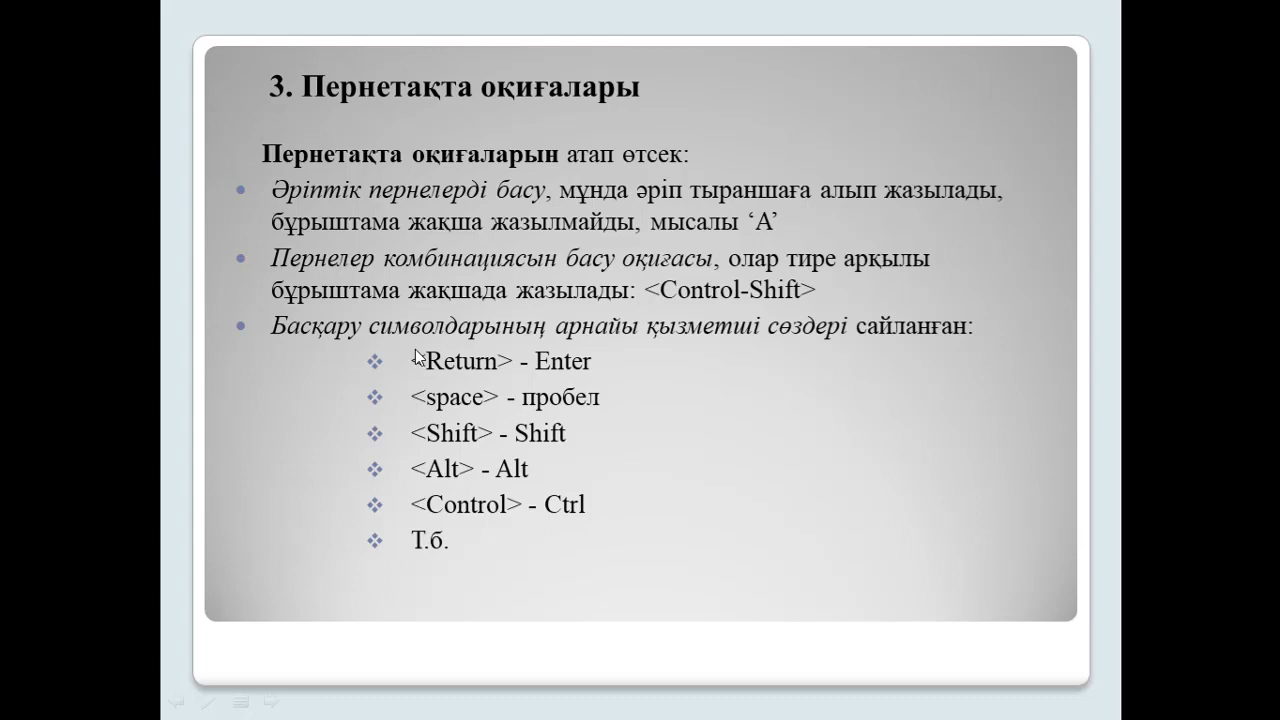 3. Пернетақта оқиғалары
Пернетақта оқиғаларын атап өтсек:
Әріптік пернелерді басу, мұнда әріп тыраншаға алып жазылады,
бұрыштама жақша жазылмайды, мысалы ‘A’
Пернелер комбинациясын басу оқиғасы, олар тире арқылы
бұрыштама жақшада жазылады: <Control-Shift>
Басқару символдарының арнайы қызметші сөздері сайланған:
<Return> - Enter
<space> - пробел
<Shift> - Shift
<Alt> - Alt
<Control> - Ctrl
Т.б.